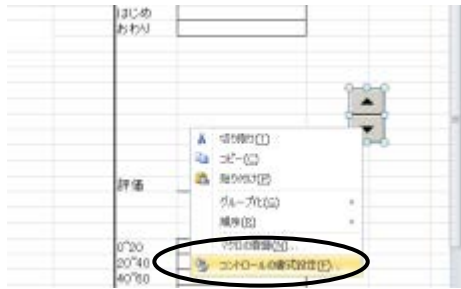 はじめ
おわり
切り取り(T)
コピー(C)
貼り付け(P)
評価
グループ化(G)
順序(R)
マクロの登録(N)...
0~20
20~40
コントロールの書式設定(F)...
40~60